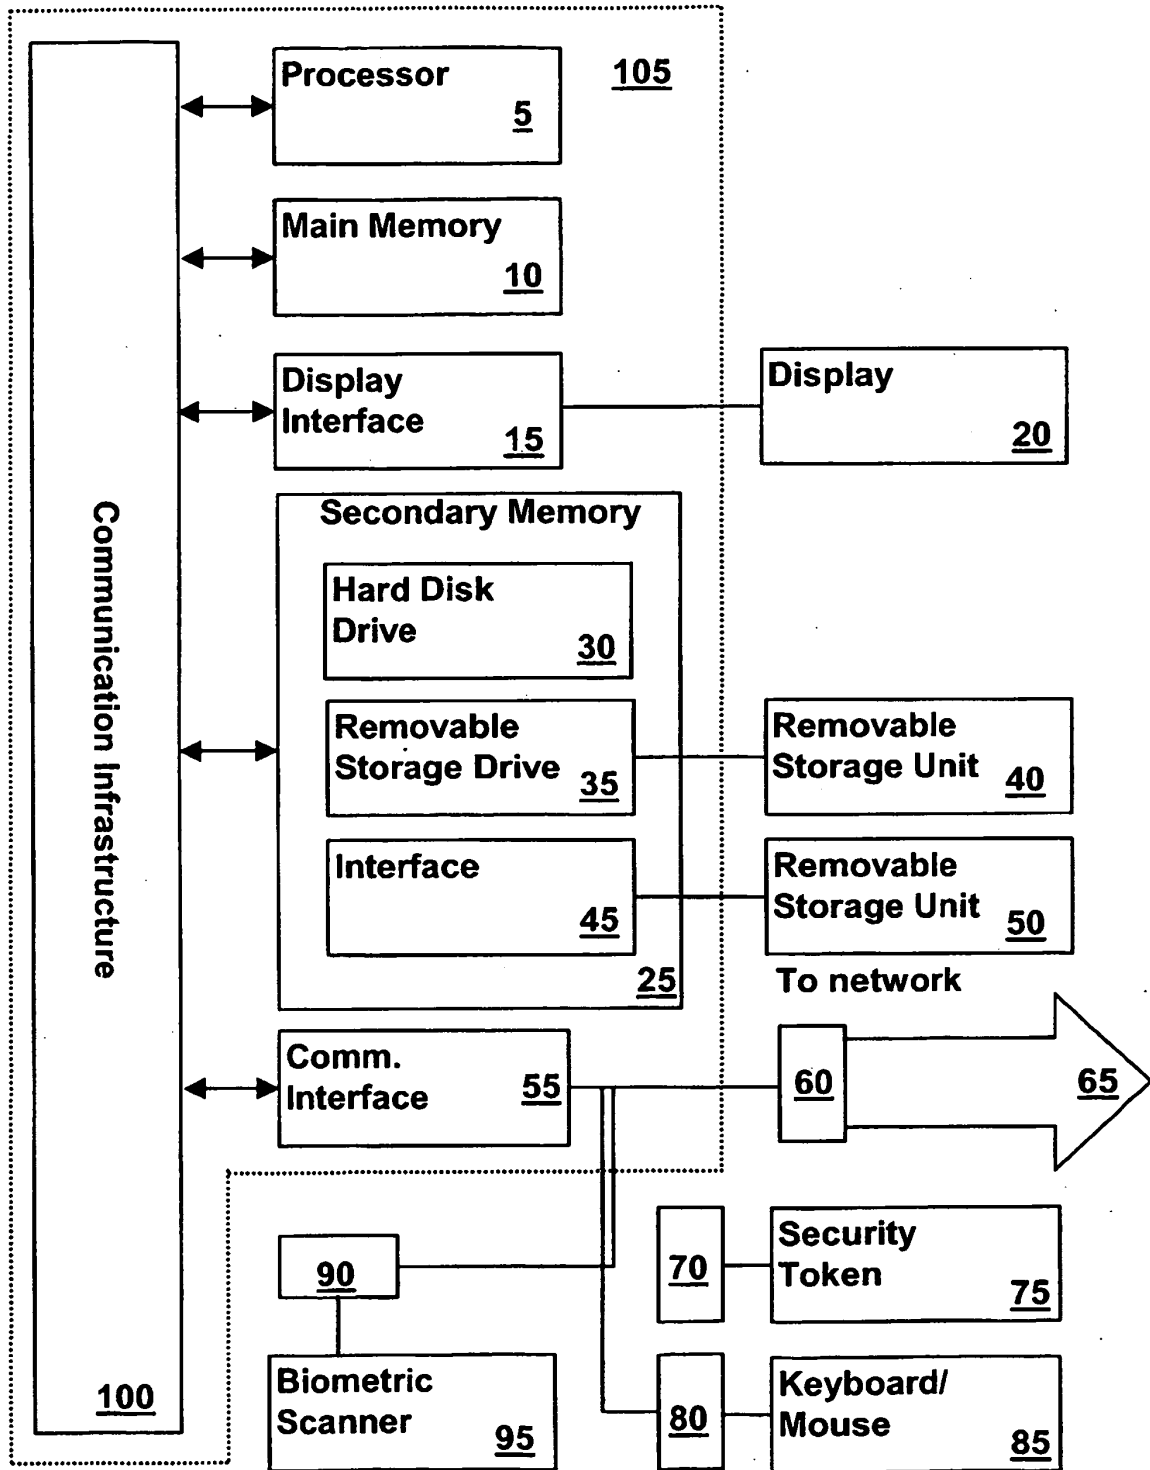 Processor
105
5
Main Memory
10
Display
Interface
15
Display
20
Communication Infrastructure
100
Secondary Memory
Hard Disk
Drive
30
Removable
Storage Drive
35
Removable
Storage Unit
40
Interface
45
Removable
Storage Unit
50
25
To network
Comm.
Interface
55
60
65
90
70
Security
Token
75
Biometric
Scanner
95
80
Keyboard/
Mouse
85